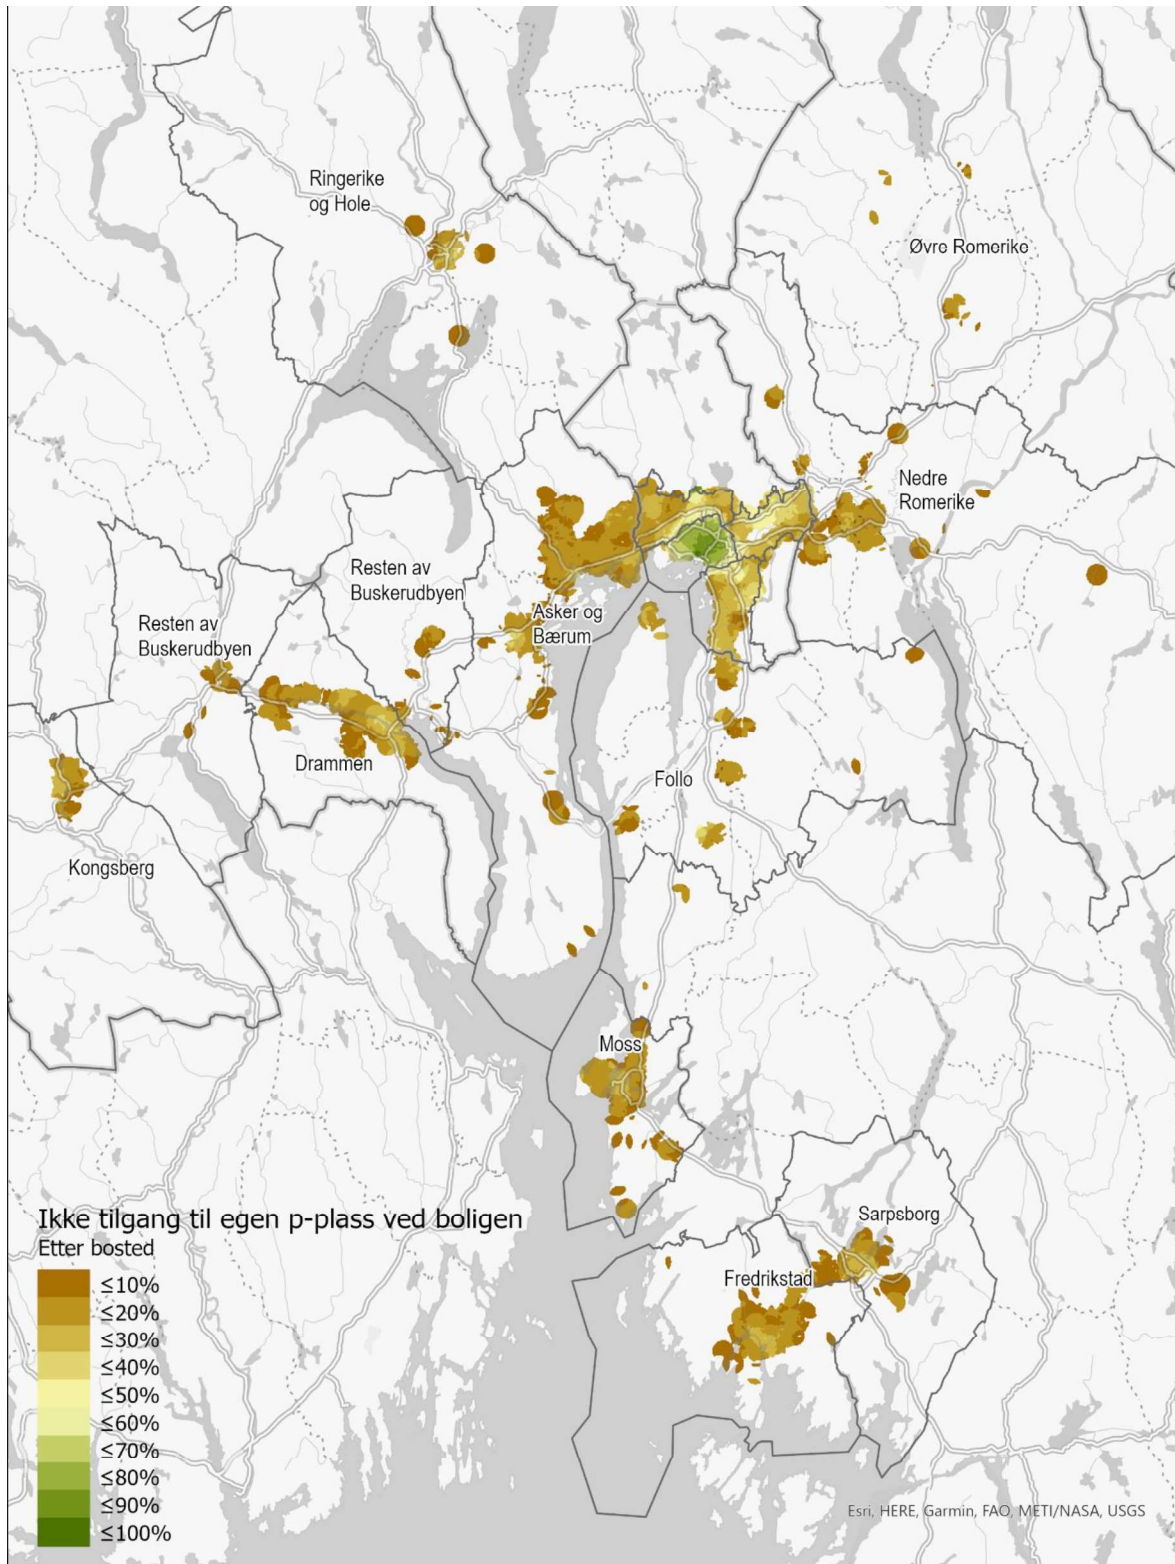 Ringerike
og Hole
Øvre Romerike
Nedre
Romerike
Resten av
Buskerudbyen
Asker og
Bærum
Resten av
Buskerudbyen
Drammen
Follo
Kongsberg
Moss
Sarpsborg
Fredrikstad
Ikke tilgang til egen p-plass ved boligen
Etter bosted
≤10%
≤20%
≤30%
≤40%
≤50%
≤60%
≤70%
≤80%
≤90%
≤100%
Esri, HERE, Garmin, FAO, METI/NASA, USGS